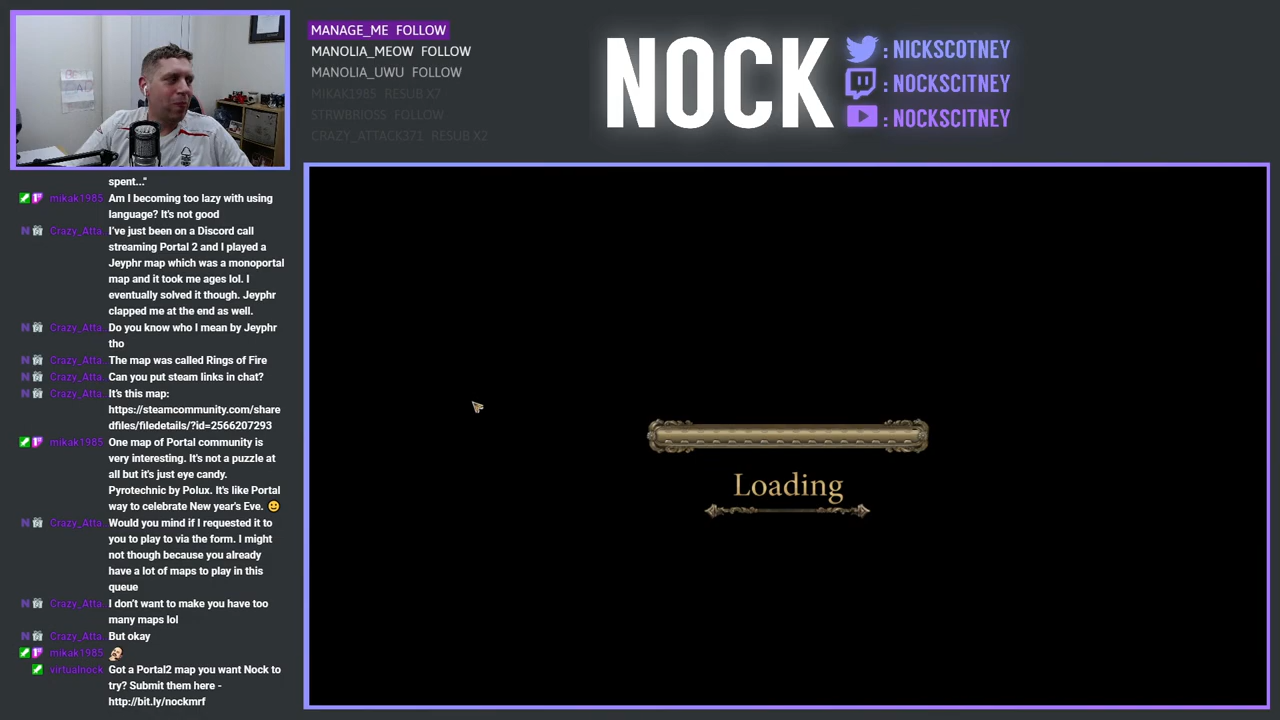 MANAGE_ME FOLLOW
MANOLIA_MEOW FOLLOW
MANOLIA_UWU FOLLOW
MIKAK1985 RESUB X7
STRWBRIOSS FOLLOW
CRAZY_ATTACK371 RESUB X2
NOCK
: NICKSCOTNEY
: NOCKSCITNEY
: NOCKSCITNEY
spent..."
mikak1985 Am I becoming too lazy with using
language? It's not good
Crazy_Atta.. I've just been on a Discord call
streaming Portal 2 and I played a
Jeyphr map which was a monoportal
map and it took me ages lol. I
eventually solved it though. Jeyphr
clapped me at the end as well.
Crazy_Atta.. Do you know who I mean by Jeyphr
tho
Crazy_Atta.. The map was called Rings of Fire
Crazy_Atta.. Can you put steam links in chat?
Crazy_Atta.. It's this map:
https://steamcommunity.com/share
dfiles/filedetails/?id=2566207293
mikak1985 One map of Portal community is
very interesting. It's not a puzzle at
all but it's just eye candy.
Pyrotechnic by Polux. It's like Portal
way to celebrate New year's Eve. 🙂
Crazy_Atta.. Would you mind if I requested it to
you to play to via the form. I might
not though because you already
have a lot of maps to play in this
queue
Crazy_Atta.. I don't want to make you have too
many maps lol
Crazy_Atta.. But okay
mikak1985
virtualnock Got a Portal2 map you want Nock to
try? Submit them here -
http://bit.ly/nockmrf
Loading